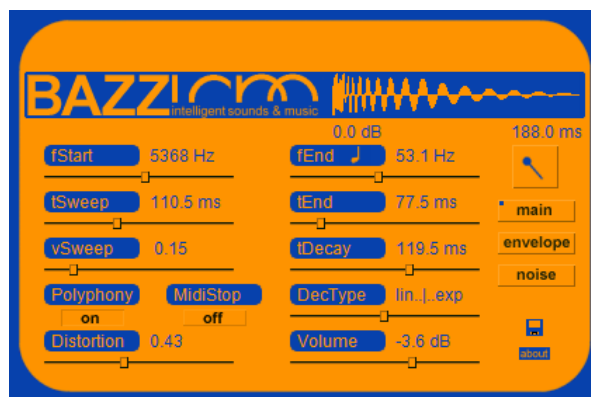 BAZZ ism
intelligent sounds & music
0.0 dB 188.0 ms
fStart 5368 Hz fEnd 53.1 Hz
tSweep 110.5 ms tEnd 77.5 ms
main
vSweep 0.15 tDecay 119.5 ms
envelope
noise
Polyphony MidiStop DecType lin..|..exp
on off
Distortion 0.43 Volume -3.6 dB
about